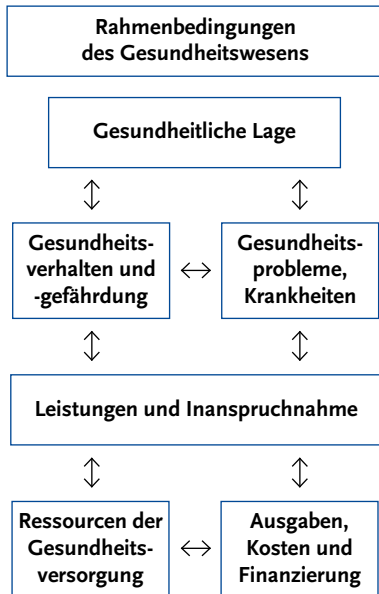 Rahmenbedingungen
des Gesundheitswesens
Gesundheitliche Lage
Gesundheits-
verhalten und
-gefährdung
Gesundheits-
probleme,
Krankheiten
Leistungen und Inanspruchnahme
Ressourcen der
Gesundheits-
versorgung
Ausgaben,
Kosten und
Finanzierung